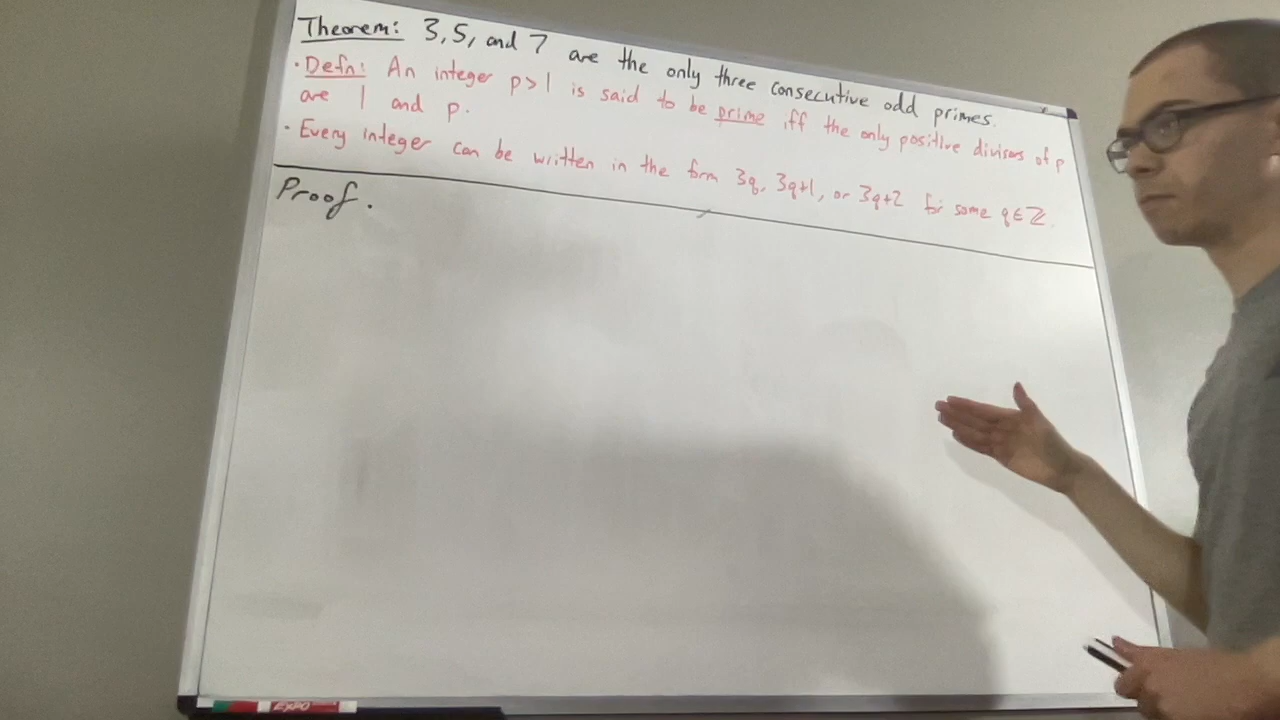 Theorem: 3, 5, and 7 are the only three consecutive odd primes.
• Defn: An integer p>1 is said to be prime iff the only positive divisors of p
are 1 and p.
• Every integer can be written in the form 3q, 3q+1, or 3q+2 for some q∈ℤ.
Proof.
EXPO